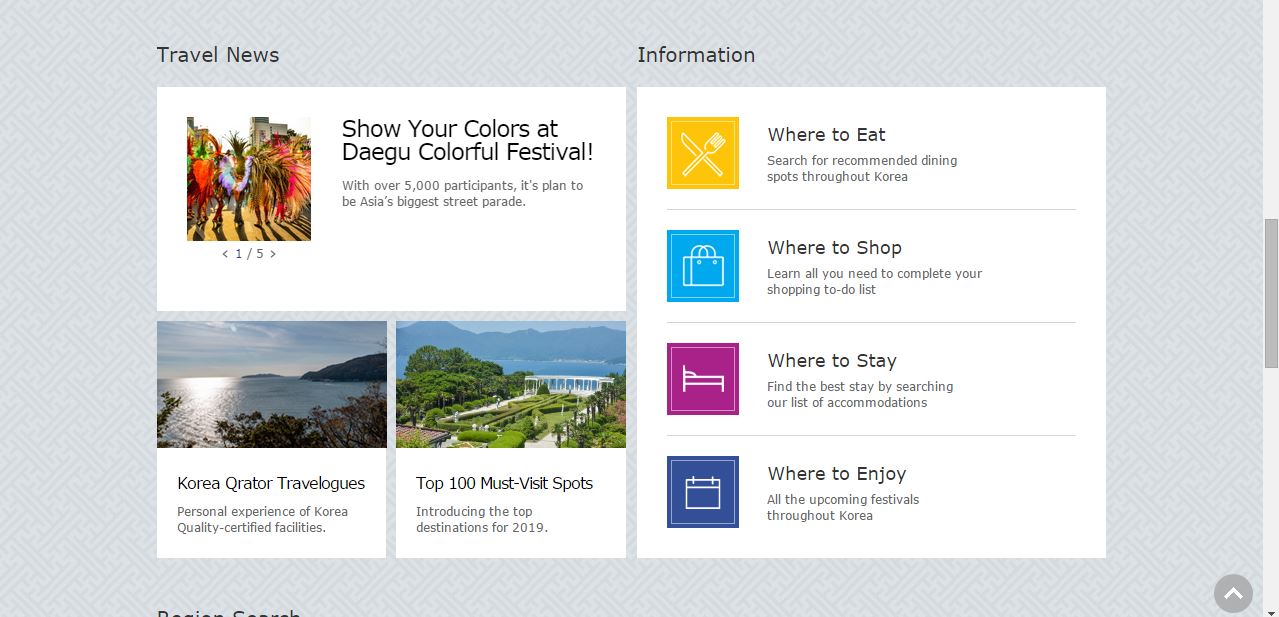 Travel News
Show Your Colors at
Daegu Colorful Festival!
With over 5,000 participants, it's plan to
be Asia’s biggest street parade.
< 1 / 5 >
Korea Qrator Travelogues
Personal experience of Korea
Quality-certified facilities.
Top 100 Must-Visit Spots
Introducing the top
destinations for 2019.
Information
Where to Eat
Search for recommended dining
spots throughout Korea
Where to Shop
Learn all you need to complete your
shopping to-do list
Where to Stay
Find the best stay by searching
our list of accommodations
Where to Enjoy
All the upcoming festivals
throughout Korea
Region Search